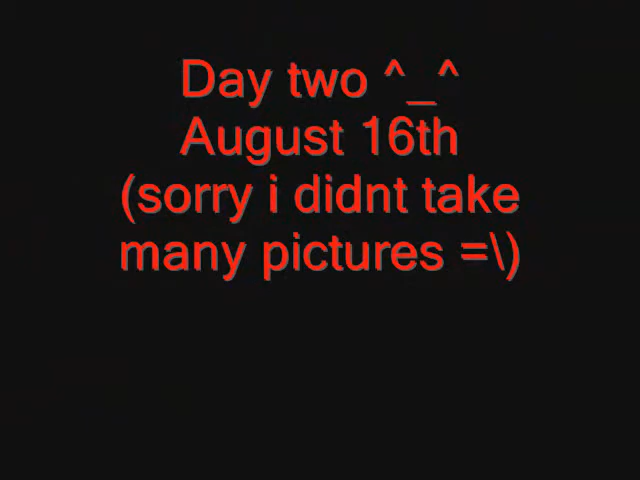 Day two ^_^
August 16th
(sorry i didnt take
many pictures =\)